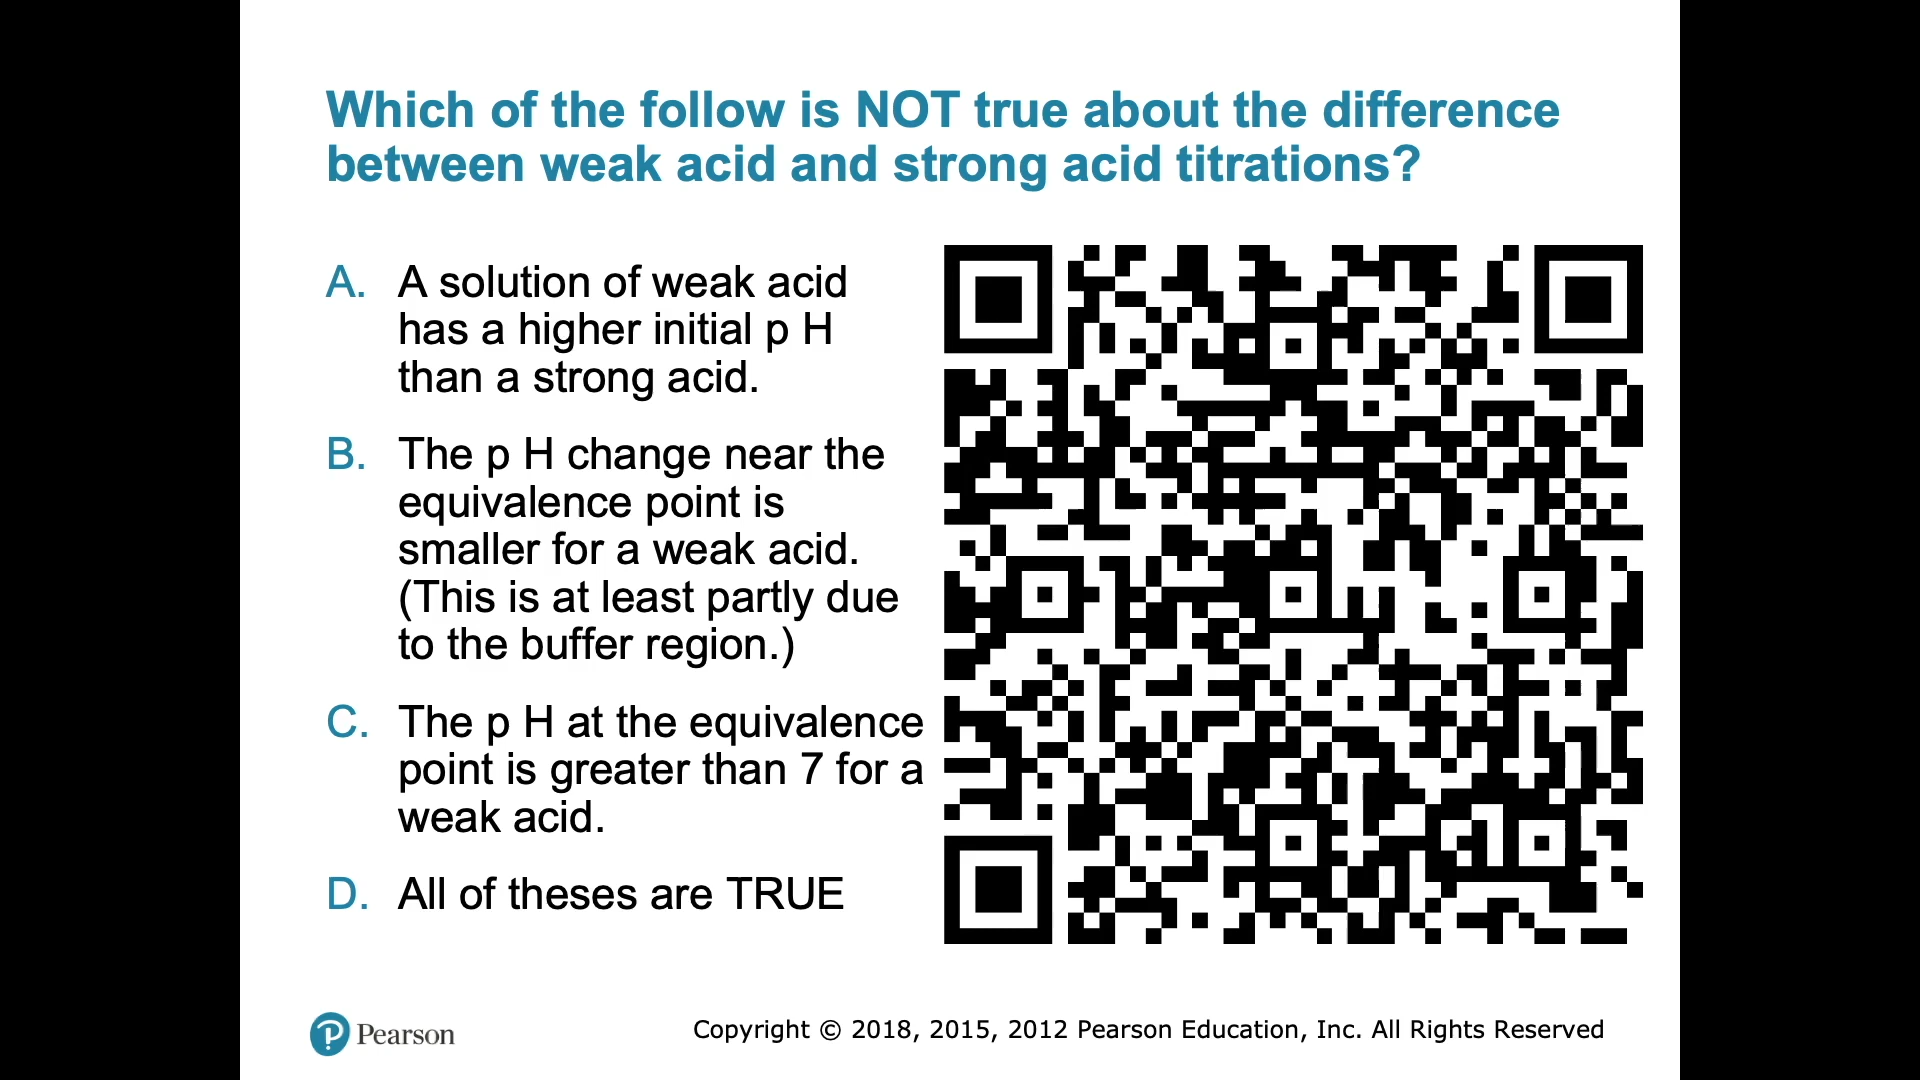 Which of the follow is NOT true about the difference
between weak acid and strong acid titrations?
A. A solution of weak acid
has a higher initial p H
than a strong acid.
B. The p H change near the
equivalence point is
smaller for a weak acid.
(This is at least partly due
to the buffer region.)
C. The p H at the equivalence
point is greater than 7 for a
weak acid.
D. All of theses are TRUE
Pearson
Copyright © 2018, 2015, 2012 Pearson Education, Inc. All Rights Reserved